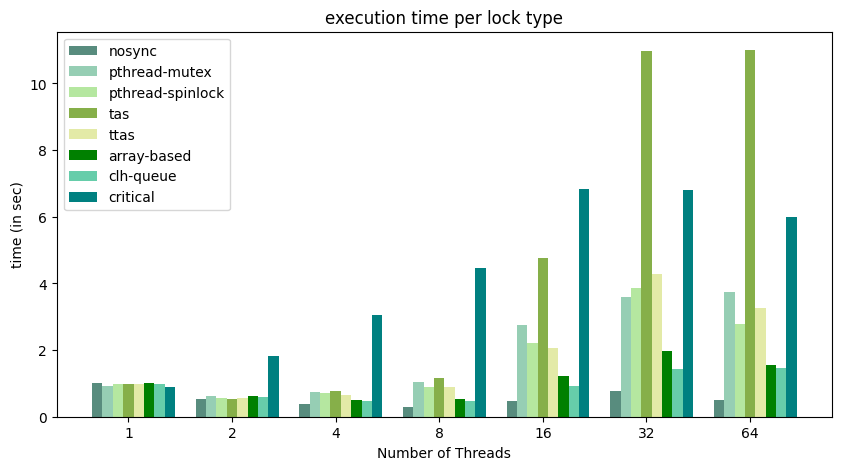 execution time per lock type
nosync
pthread-mutex
pthread-spinlock
tas
ttas
array-based
clh-queue
critical
10
8
6
4
2
0
time (in sec)
1 2 4 8 16 32 64
Number of Threads